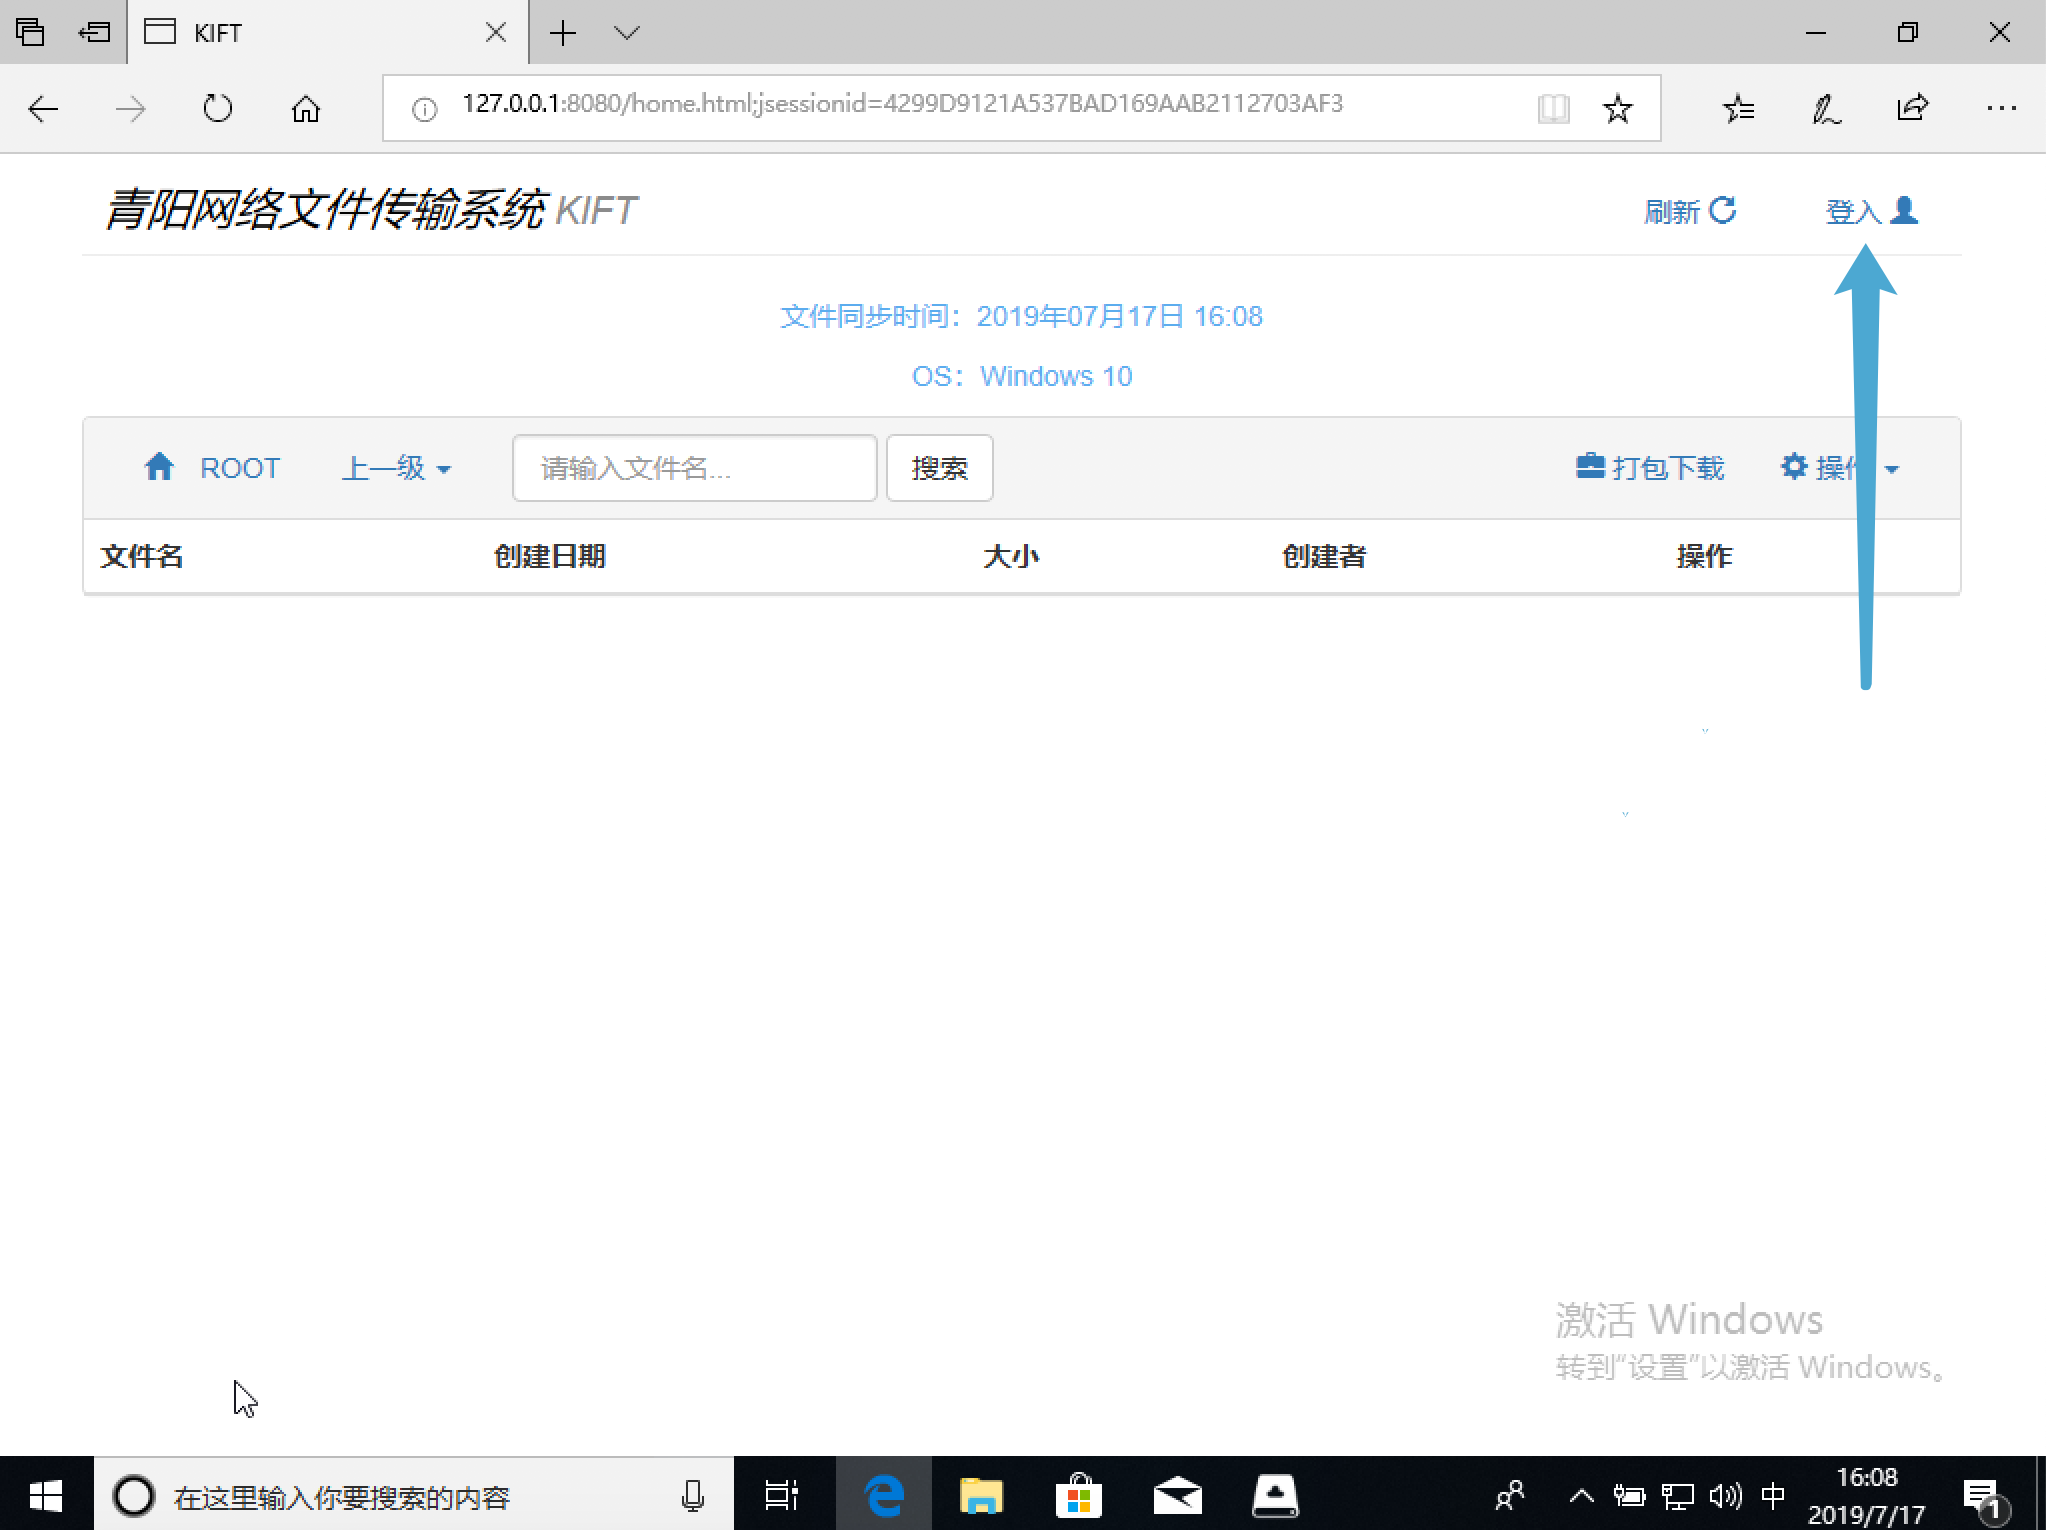 KIFT
127.0.0.1:8080/home.html;jsessionid=4299D9121A537BAD169AAB2112703AF3
青阳网络文件传输系统 KIFT
刷新 登入
文件同步时间：2019年07月17日 16:08
OS：Windows 10
ROOT 上一级 请输入文件名... 搜索 打包下载 操作
文件名 创建日期 大小 创建者 操作
激活 Windows
转到"设置"以激活 Windows。
在这里输入你要搜索的内容
中
16:08
2019/7/17
1